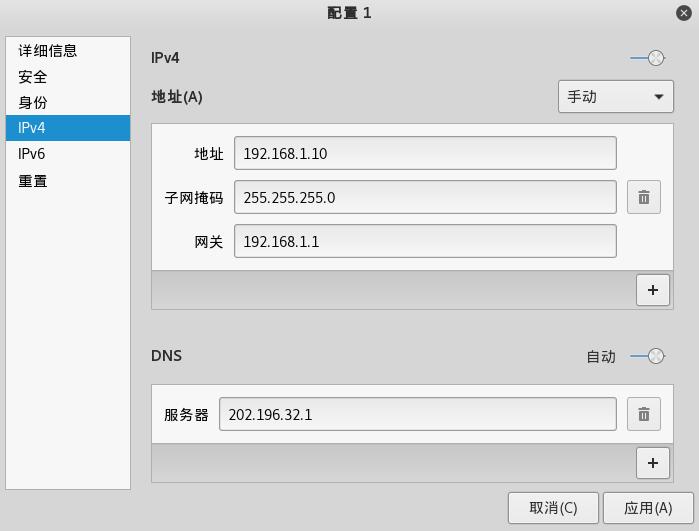 配置 1
详细信息
安全
身份
IPv4
IPv6
重置
IPv4
地址(A)
手动
地址 192.168.1.10
子网掩码 255.255.255.0
网关 192.168.1.1
+
DNS 自动
服务器 202.196.32.1
+
取消(C) 应用(A)